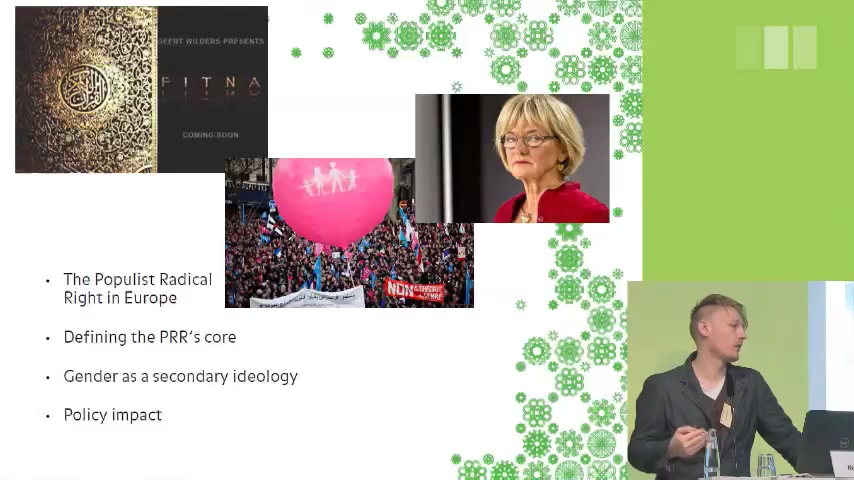 GEERT WILDERS PRESENTS
FITNA
COMING SOON
NON
The Populist Radical
Right in Europe
Defining the PRR's core
Gender as a secondary ideology
Policy impact